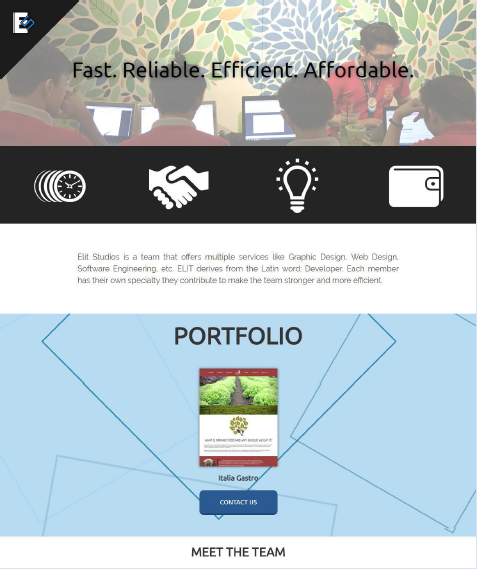 Fast. Reliable. Efficient. Affordable.
Elit Studios is a team that offers multiple services like Graphic Design, Web Design,
Software Engineering, etc. ELIT derives from the Latin word: Developer. Each member
has their own specialty they contribute to make the team stronger and more efficient.
PORTFOLIO
Italia Gastro
CONTACT US
MEET THE TEAM